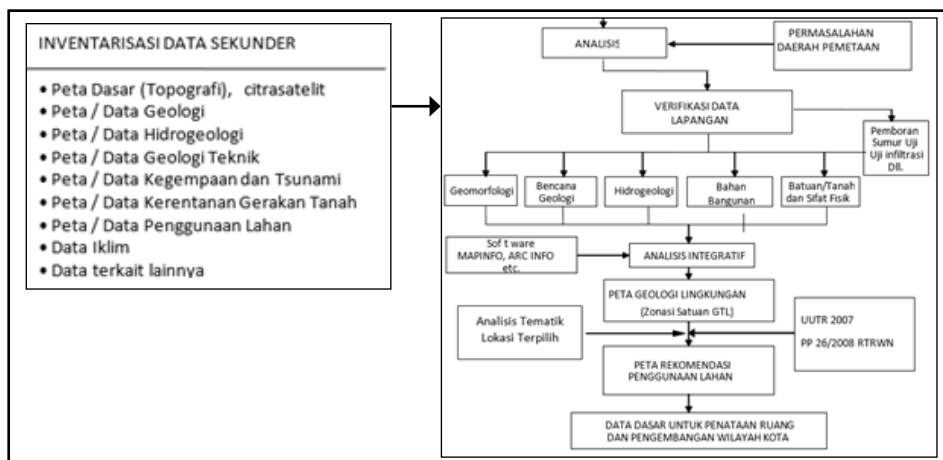 INVENTARISASI DATA SEKUNDER
• Peta Dasar (Topografi), citrasatelit
• Peta / Data Geologi
• Peta / Data Hidrogeologi
• Peta / Data Geologi Teknik
• Peta / Data Kegempaan dan Tsunami
• Peta / Data Kerentanan Gerakan Tanah
• Peta / Data Penggunaan Lahan
• Data Iklim
• Data terkait lainnya
ANALISIS
PERMASALAHAN
DAERAH PEMETAAN
VERIFIKASI DATA
LAPANGAN
Pemboran
Sumur Uji
Uji infiltrasi
Dll.
Geomorfologi
Bencana
Geologi
Hidrogeologi
Bahan
Bangunan
Batuan/Tanah
dan Sifat Fisik
Sof t ware
MAPINFO, ARC INFO
etc.
ANALISIS INTEGRATIF
PETA GEOLOGI LINGKUNGAN
(Zonasi Satuan GTL)
Analisis Tematik
Lokasi Terpilih
UUTR 2007
PP 26/2008 RTRWN
PETA REKOMENDASI
PENGGUNAAN LAHAN
DATA DASAR UNTUK PENATAAN RUANG
DAN PENGEMBANGAN WILAYAH KOTA